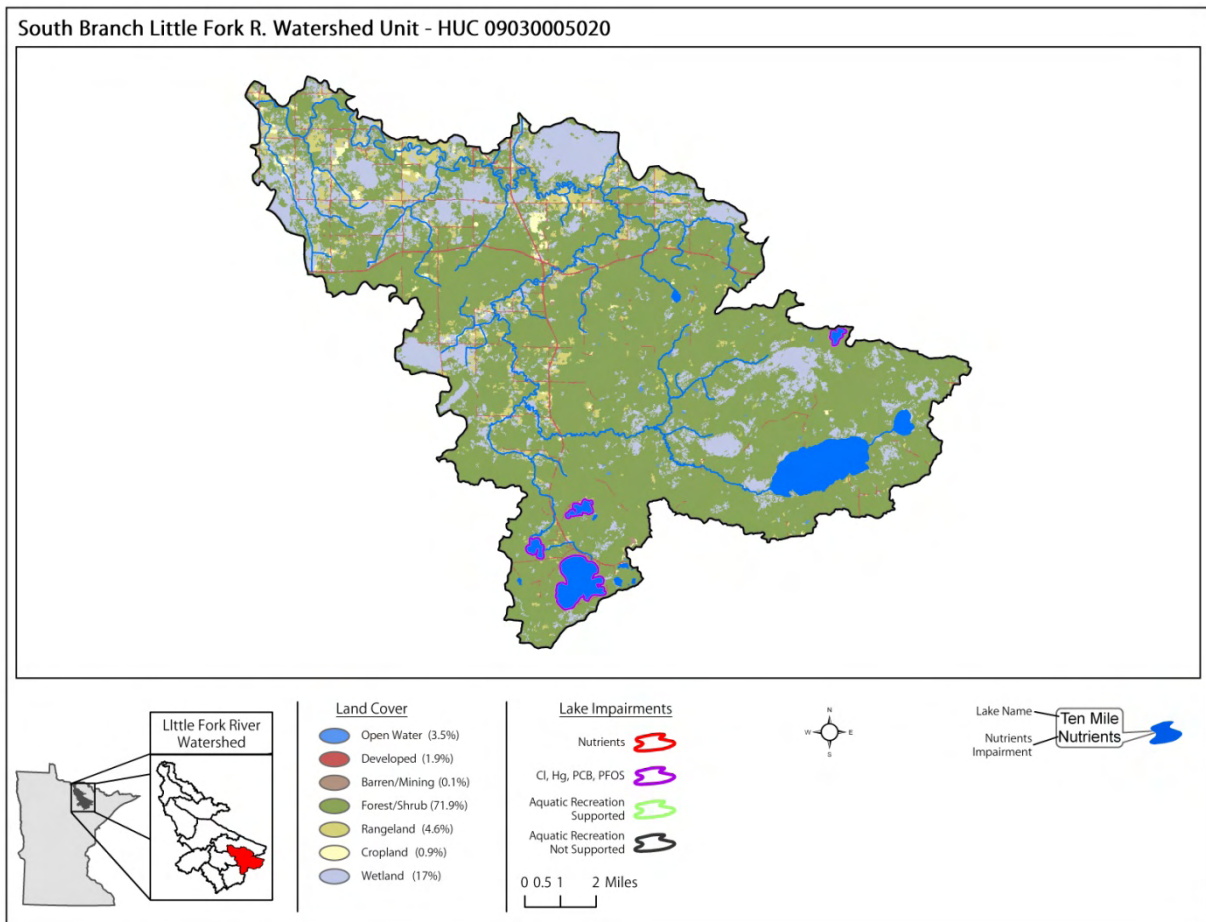 South Branch Little Fork R. Watershed Unit - HUC 09030005020
LIttle Fork River
Watershed
Land Cover
Open Water (3.5%)
Developed (1.9%)
Barren/Mining (0.1%)
Forest/Shrub (71.9%)
Rangeland (4.6%)
Cropland (0.9%)
Wetland (17%)
Lake Impairments
Nutrients
Cl, Hg, PCB, PFOS
Aquatic Recreation
Supported
Aquatic Recreation
Not Supported
0 0.5 1 2 Miles
N
W E
S
Lake Name
Nutrients
Impairment
Ten Mile
Nutrients